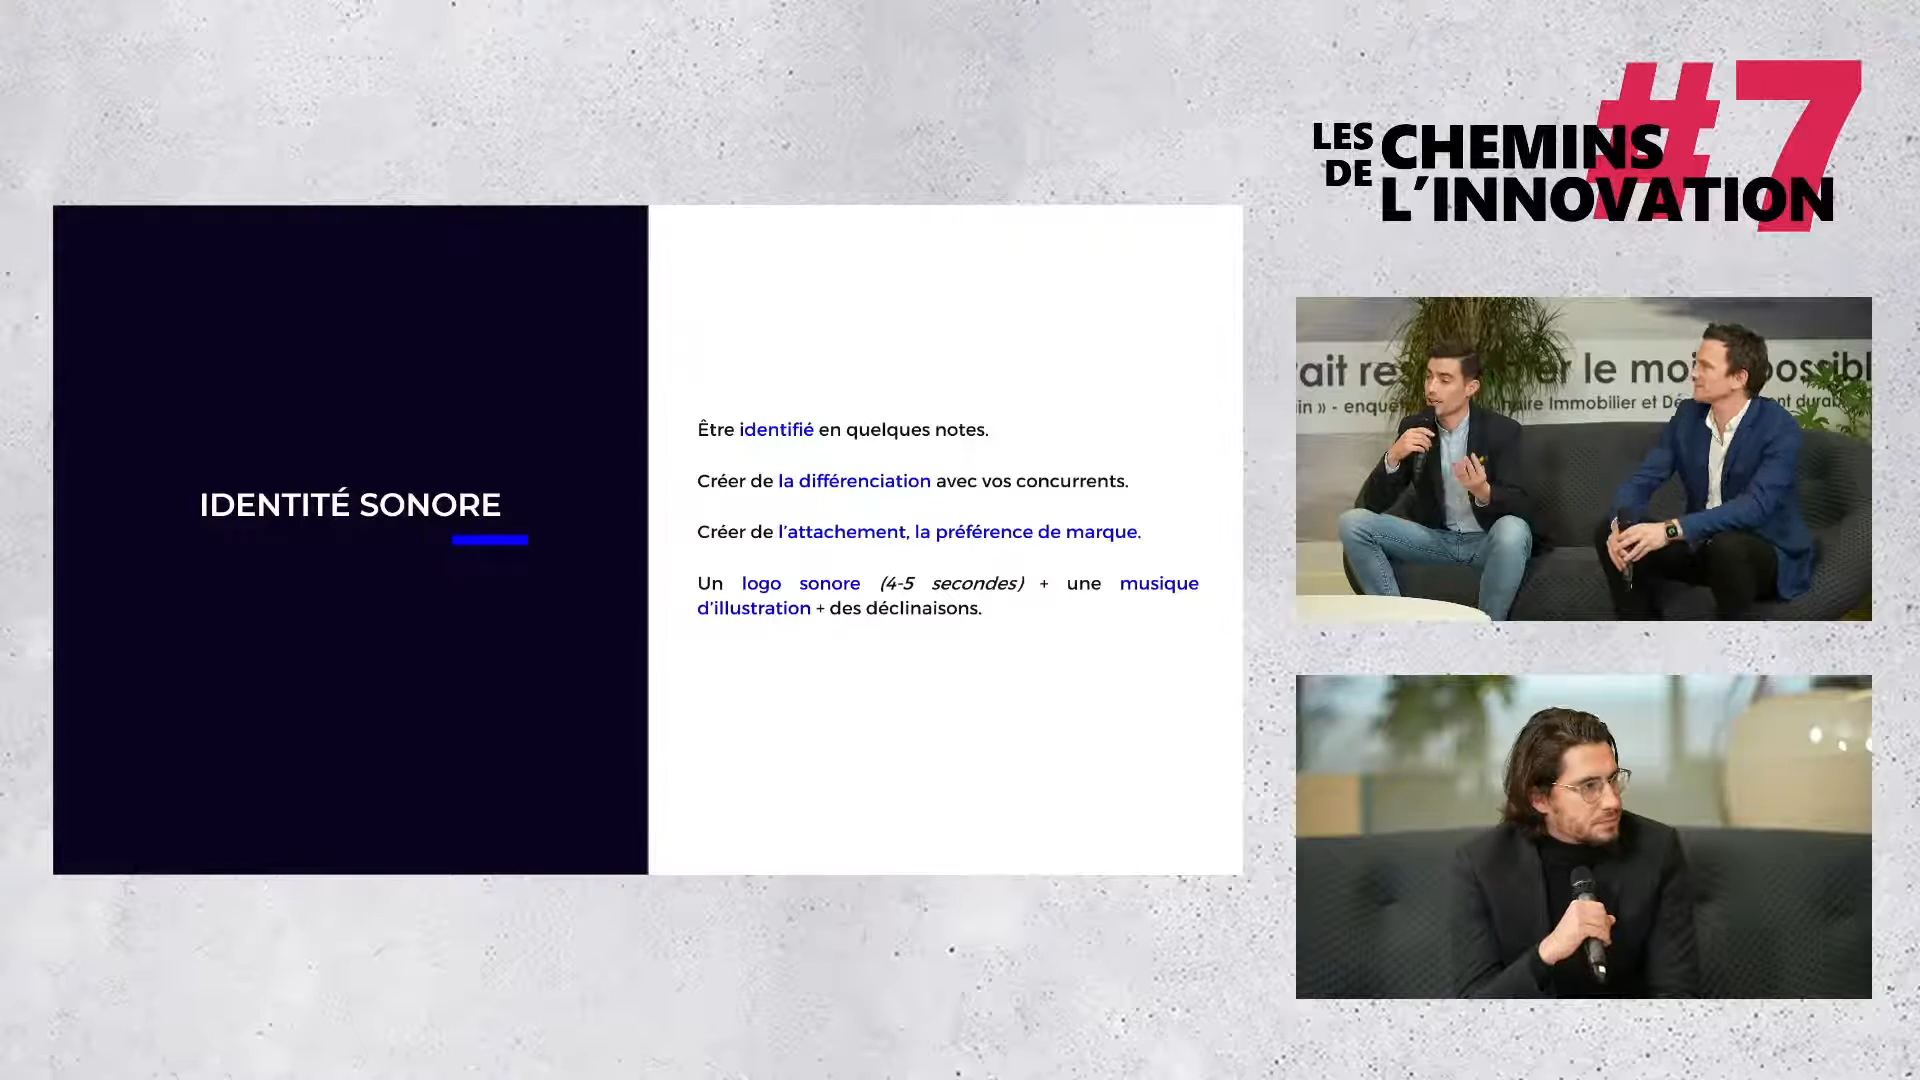 #7
LES CHEMINS
DE L’INNOVATION
IDENTITÉ SONORE
Être identifié en quelques notes.
Créer de la différenciation avec vos concurrents.
Créer de l’attachement, la préférence de marque.
Un logo sonore (4-5 secondes) + une musique
d’illustration + des déclinaisons.
le
in » - enquê
Immobilier et